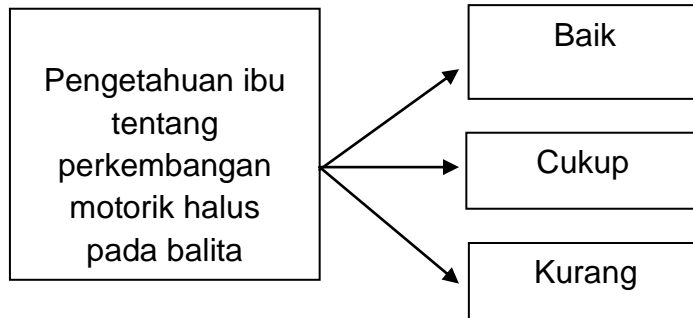 Pengetahuan ibu
tentang
perkembangan
motorik halus
pada balita
Baik
Cukup
Kurang